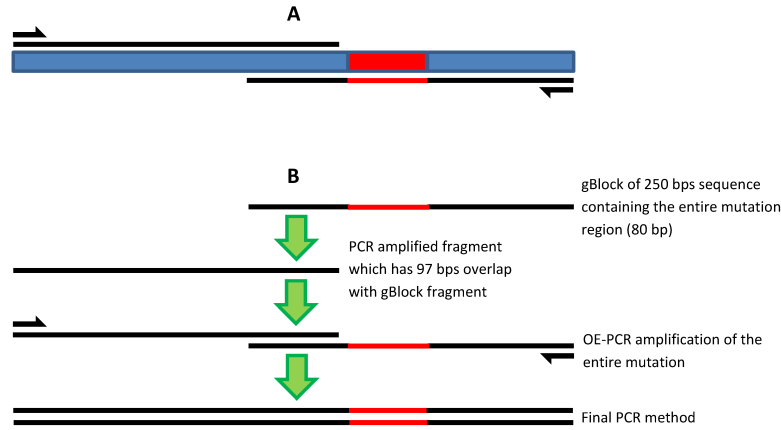 A
B
gBlock of 250 bps sequence
containing the entire mutation
region (80 bp)
PCR amplified fragment
which has 97 bps overlap
with gBlock fragment
OE-PCR amplification of the
entire mutation
Final PCR method